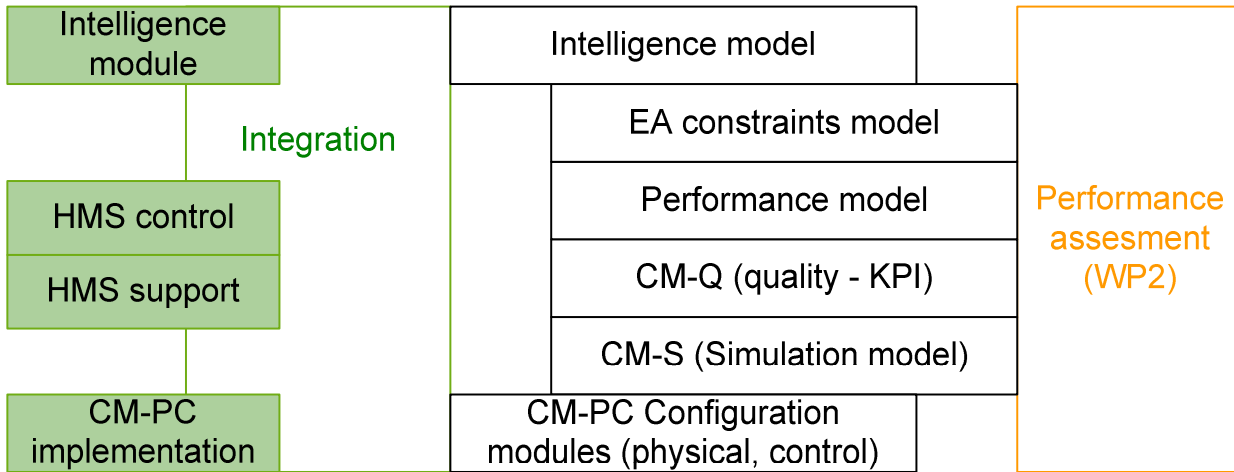 Intelligence
module
Integration
HMS control
HMS support
CM-PC
implementation
Intelligence model
EA constraints model
Performance model
CM-Q (quality - KPI)
CM-S (Simulation model)
CM-PC Configuration
modules (physical, control)
Performance
assesment
(WP2)